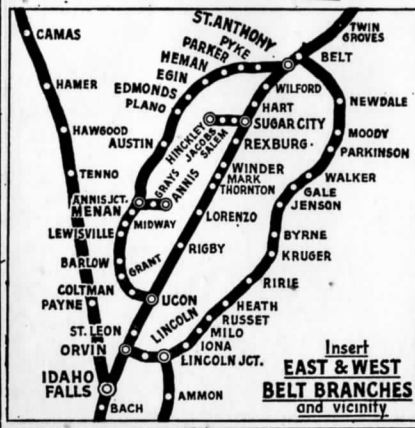 CAMAS
HAMER
HAWGOOD
TENNO
ANNIS JCT.
MENAN
LEWISVILLE
BARLOW
COLTMAN
PAYNE
ST. LEON
ORVIN
IDAHO
FALLS
BACH
ST. ANTHONY
PYKE
PARKER
HEMAN
EGIN
EDMONDS
PLANO
AUSTIN
GRAYS
ANNIS
MIDWAY
GRANT
UCON
LINCOLN
HINCKLEY
JACOBS
SALEM
TWIN
GROVES
BELT
WILFORD
HART
SUGAR CITY
REXBURG
WINDER
MARK
THORNTON
LORENZO
RIGBY
NEWDALE
MOODY
PARKINSON
WALKER
GALE
JENSON
BYRNE
KRUGER
RIRIE
HEATH
RUSSET
MILO
IONA
LINCOLN JCT.
AMMON
Insert
EAST & WEST
BELT BRANCHES
and vicinity